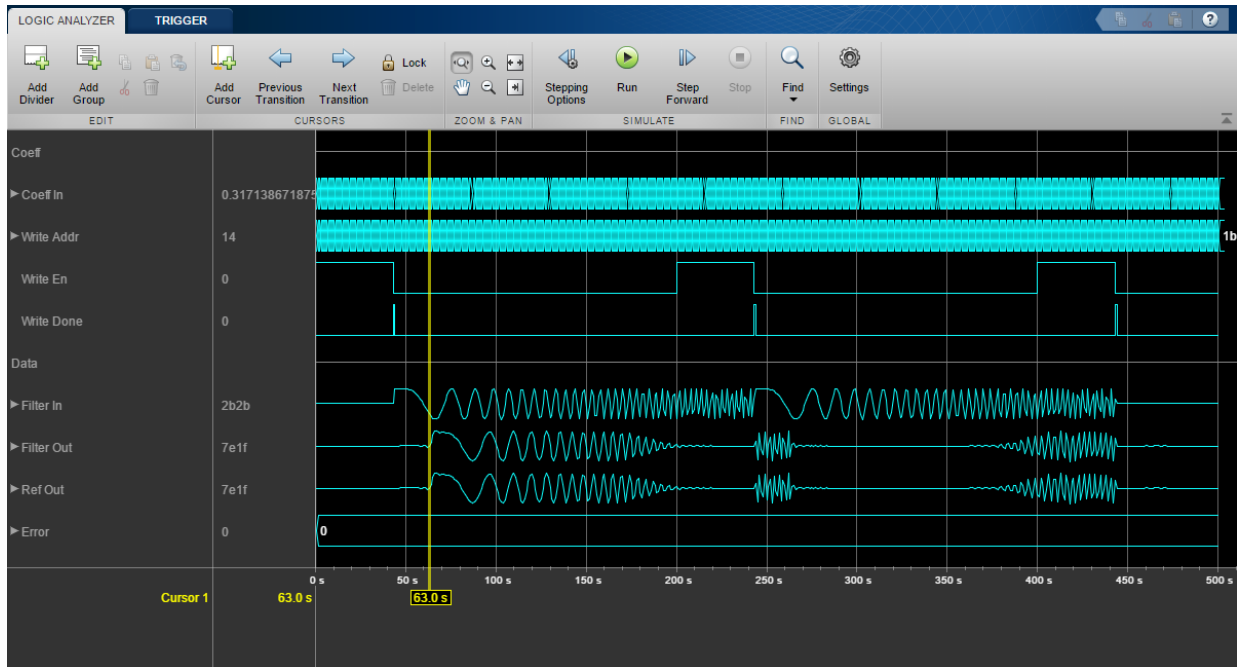 LOGIC ANALYZER TRIGGER
?
Add Divider
Add Group
Add Cursor
Previous Transition
Next Transition
Lock
Delete
Stepping Options
Run
Step Forward
Stop
Find
Settings
EDIT CURSORS ZOOM & PAN SIMULATE FIND GLOBAL
Coeff
Coeff In 0.317138671875
Write Addr 14 1b
Write En 0
Write Done 0
Data
Filter In 2b2b
Filter Out 7e1f
Ref Out 7e1f
Error 0 0
0 s 50 s 100 s 150 s 200 s 250 s 300 s 350 s 400 s 450 s 500 s
Cursor 1 63.0 s 63.0 s